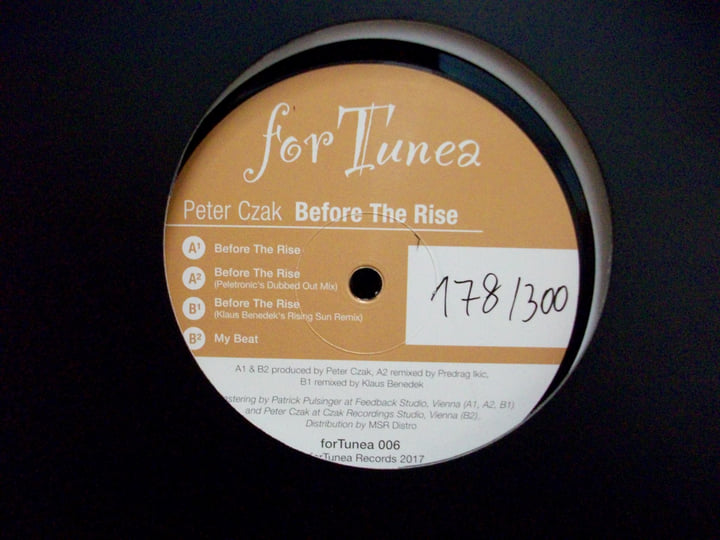 for Tunea
Peter Czak Before The Rise
A1 Before The Rise
A2 Before The Rise
(Peletronic's Dubbed Out Mix)
B1 Before The Rise
(Klaus Benedek's Rising Sun Remix)
B2 My Beat
178/300
A1 & B2 produced by Peter Czak, A2 remixed by Predrag Ikic,
B1 remixed by Klaus Benedek
by Patrick Pulsinger at Feedback Studio, Vienna (A1, A2, B1)
and Peter Czak at Czak Recordings Studio, Vienna (B2),
Distribution by MSR Distro
forTunea 006
forTunea Records 2017